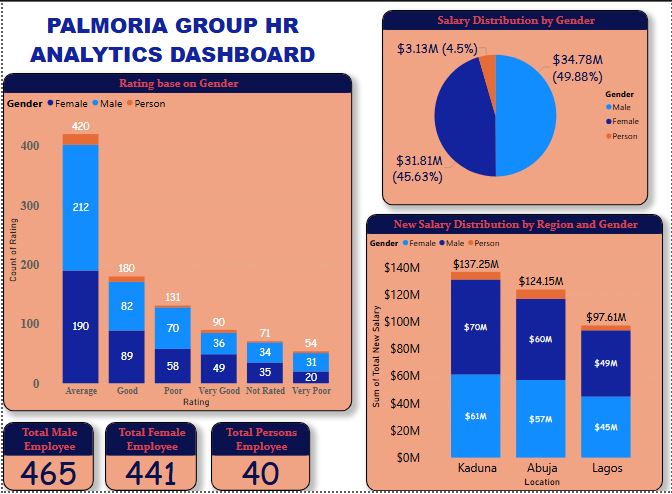 PALMORIA GROUP HR
ANALYTICS DASHBOARD
Rating base on Gender
Gender Female Male Person
420
400
212
190
300
200
180
82
89
131
70
58
100
90
36
49
71
34
35
54
31
20
0
Count of Rating
Average Good Poor Very Good Not Rated Very Poor
Rating
Total Male
Employee
465
Total Female
Employee
441
Total Persons
Employee
40
Salary Distribution by Gender
$3.13M (4.5%)
$34.78M
(49.88%)
$31.81M
(45.63%)
Gender
Male
Female
Person
New Salary Distribution by Region and Gender
Gender Female Male Person
$140M
$120M
$100M
$80M
$60M
$40M
$20M
$0M
Sum of Total New Salary
$137.25M
$70M
$61M
$124.15M
$60M
$57M
$97.61M
$49M
$45M
Kaduna Abuja Lagos
Location